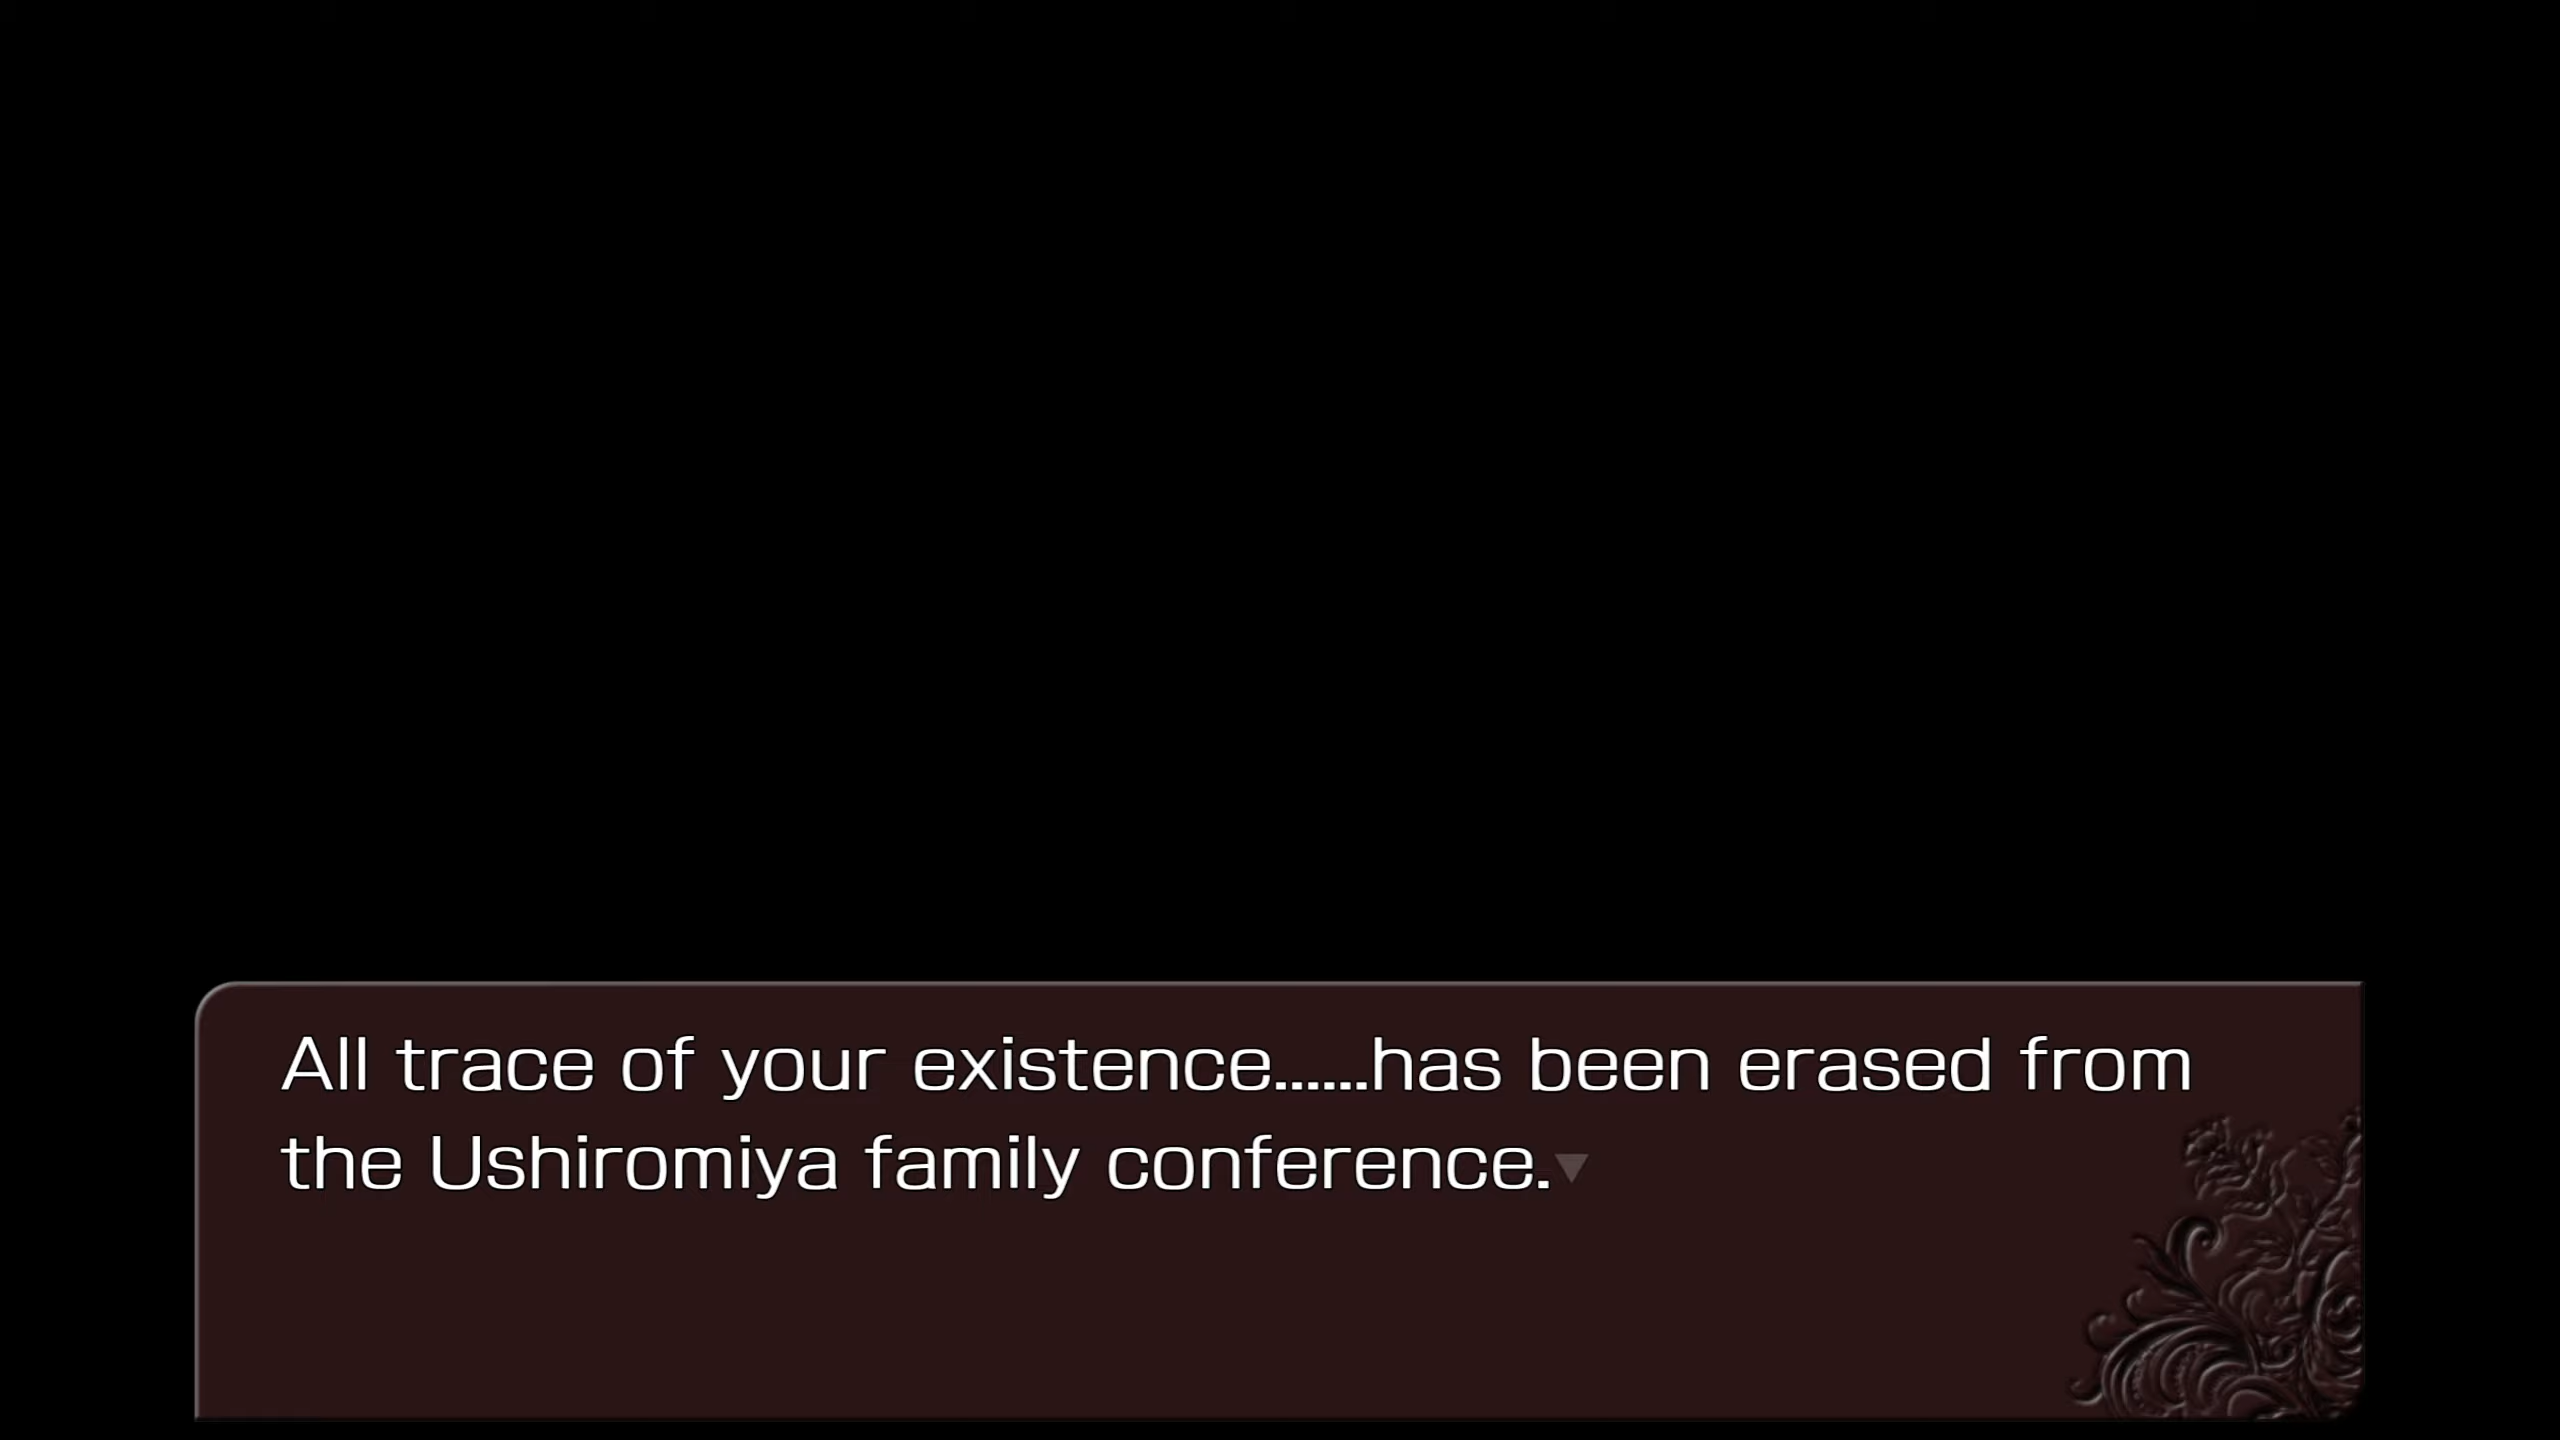 All trace of your existence......has been erased from
the Ushiromiya family conference.